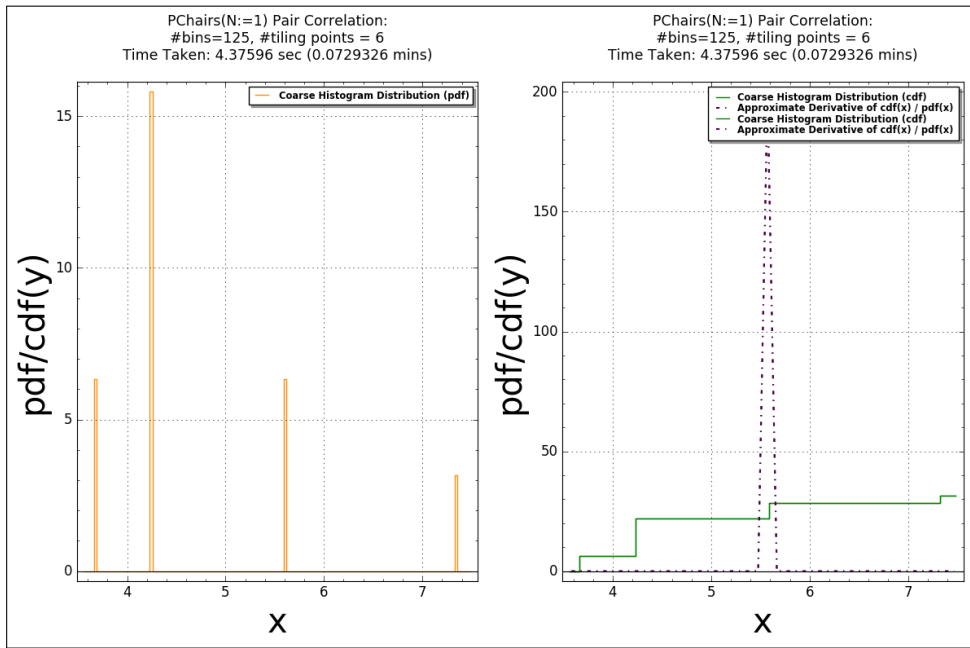 PChairs(N:=1) Pair Correlation:
#bins=125, #tiling points = 6
Time Taken: 4.37596 sec (0.0729326 mins)
Coarse Histogram Distribution (pdf)
pdf/cdf(y)
15
10
5
0
4
5
6
7
x
PChairs(N:=1) Pair Correlation:
#bins=125, #tiling points = 6
Time Taken: 4.37596 sec (0.0729326 mins)
Coarse Histogram Distribution (cdf)
Approximate Derivative of cdf(x) / pdf(x)
Coarse Histogram Distribution (cdf)
Approximate Derivative of cdf(x) / pdf(x)
pdf/cdf(y)
200
150
100
50
0
4
5
6
7
x